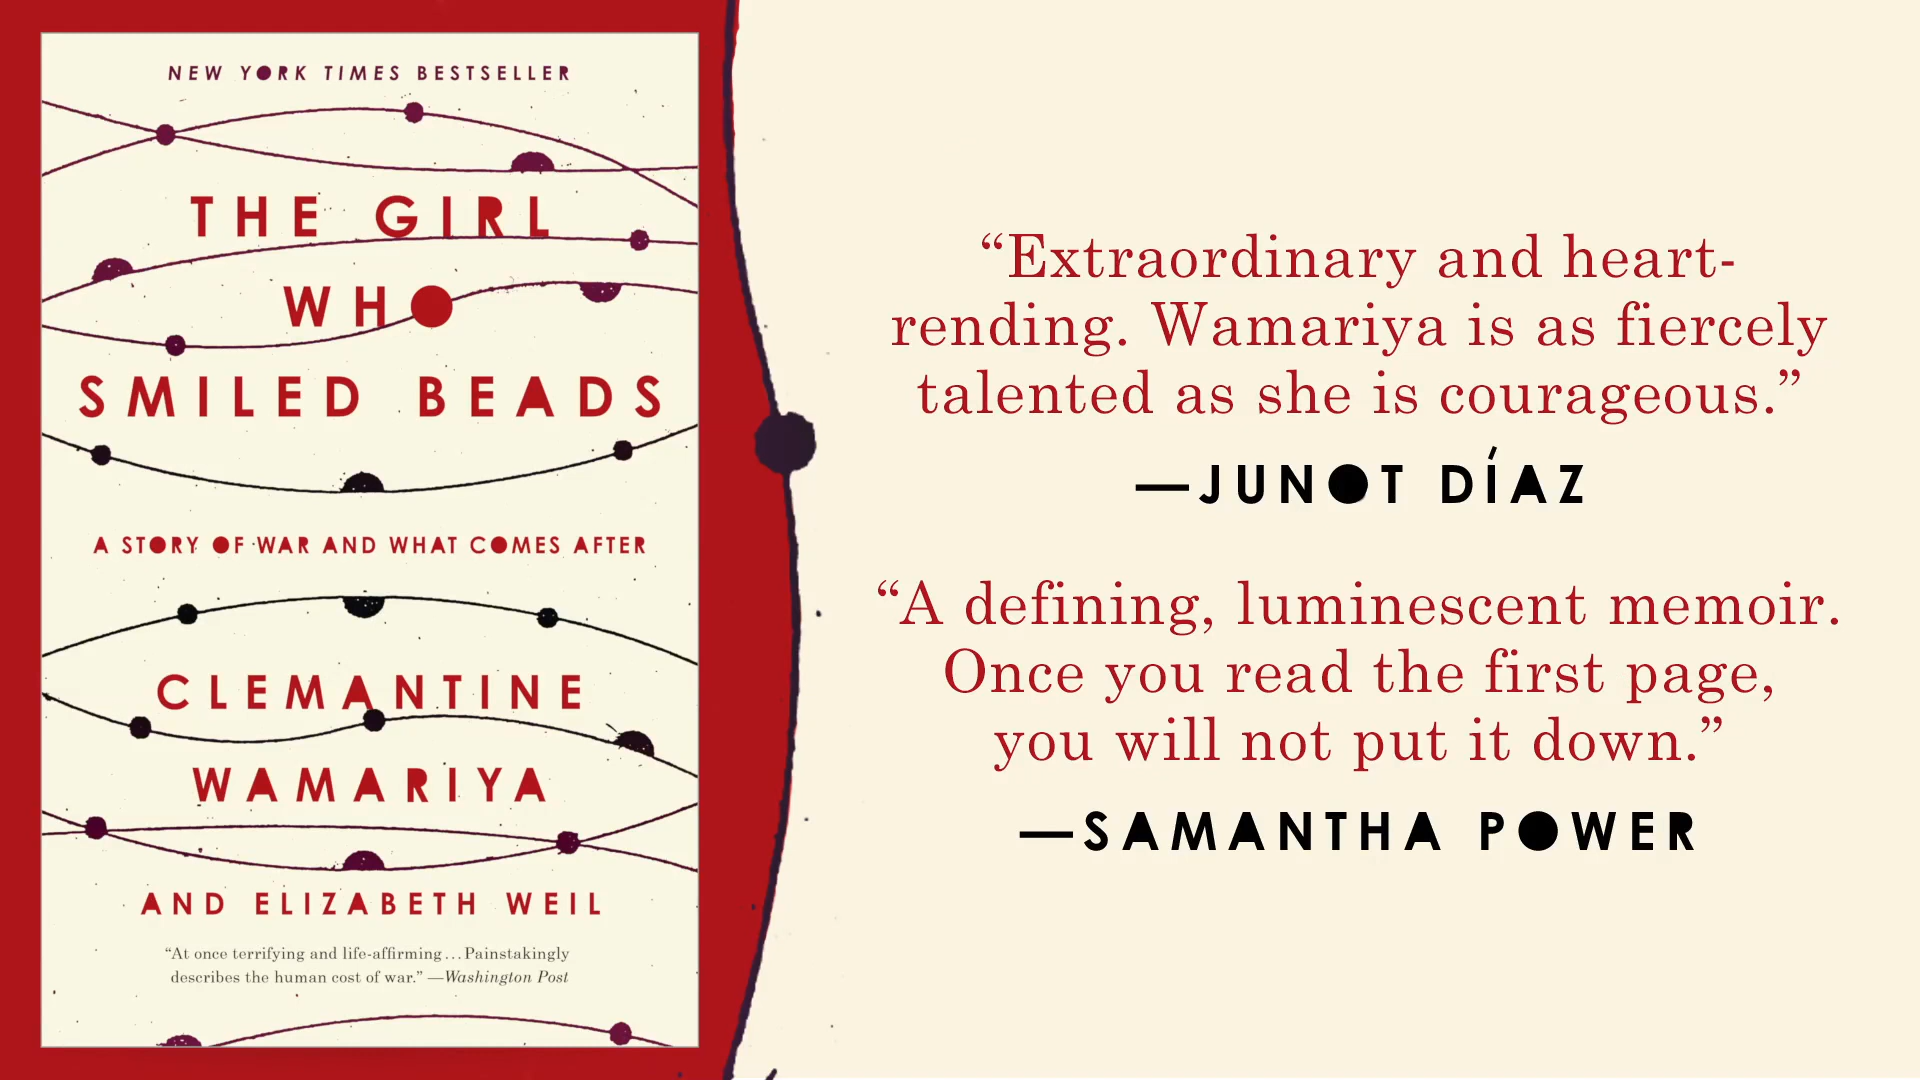 NEW YORK TIMES BESTSELLER
THE GIRL
WHO
SMILED BEADS
A STORY OF WAR AND WHAT COMES AFTER
CLEMANTINE
WAMARIYA
AND ELIZABETH WEIL
“At once terrifying and life-affirming...Painstakingly
describes the human cost of war.” —Washington Post
“Extraordinary and heart-
rending. Wamariya is as fiercely
talented as she is courageous.”
—JUNOT DÍAZ
“A defining, luminescent memoir.
Once you read the first page,
you will not put it down.”
—SAMANTHA POWER